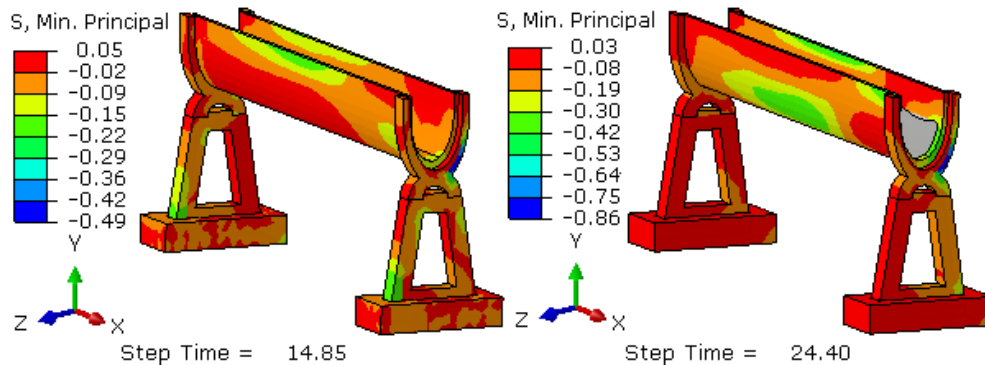 S, Min. Principal
0.05
-0.02
-0.09
-0.15
-0.22
-0.29
-0.36
-0.42
-0.49
Y
Z
X
Step Time = 14.85
S, Min. Principal
0.03
-0.08
-0.19
-0.30
-0.42
-0.53
-0.64
-0.75
-0.86
Y
Z
X
Step Time = 24.40